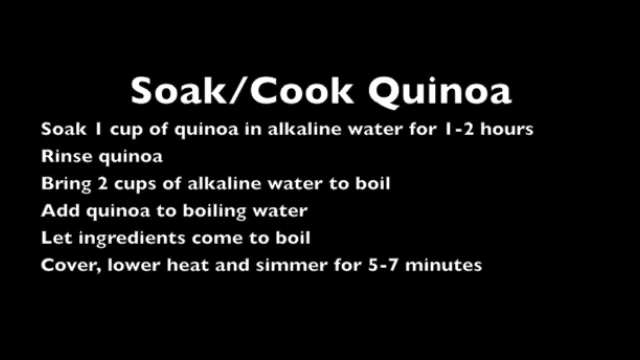 Soak/Cook Quinoa
Soak 1 cup of quinoa in alkaline water for 1-2 hours
Rinse quinoa
Bring 2 cups of alkaline water to boil
Add quinoa to boiling water
Let ingredients come to boil
Cover, lower heat and simmer for 5-7 minutes